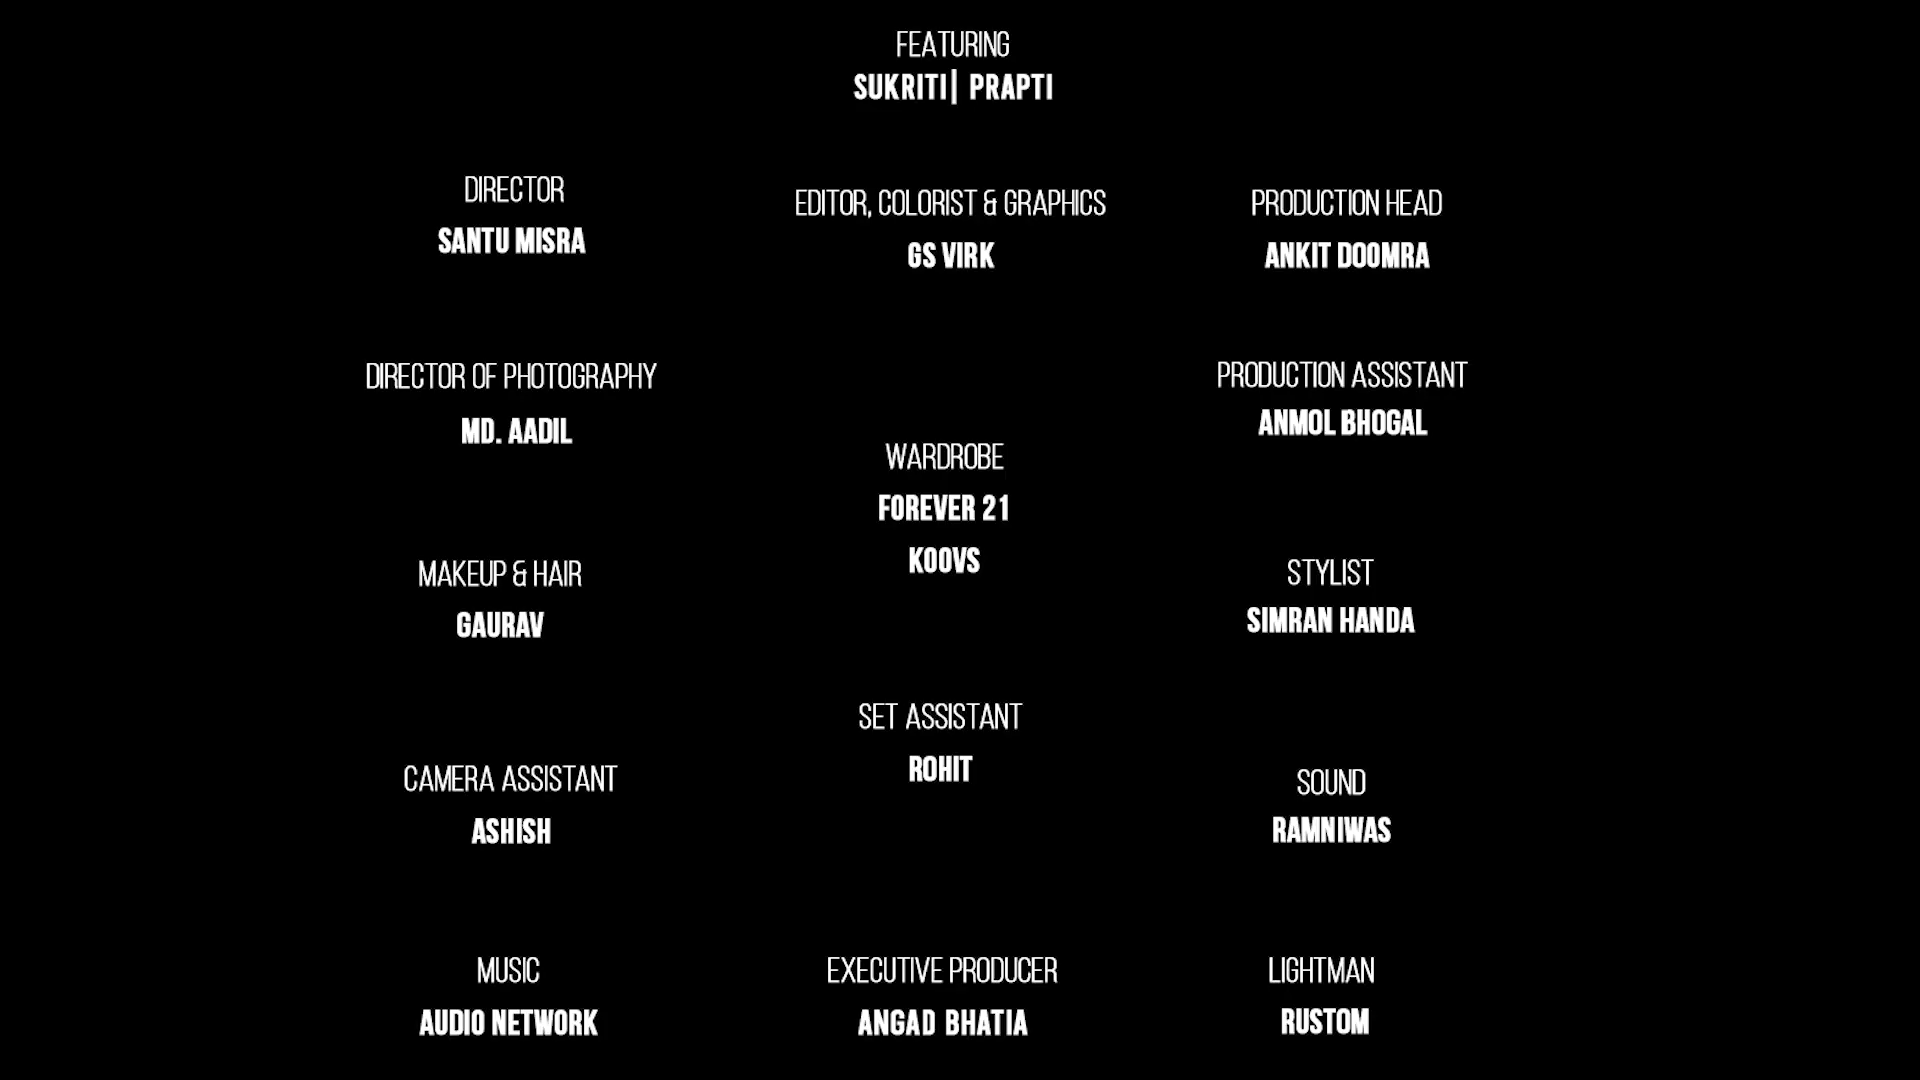 FEATURING
SUKRITI| PRAPTI
DIRECTOR
SANTU MISRA
EDITOR, COLORIST & GRAPHICS
GS VIRK
PRODUCTION HEAD
ANKIT DOOMRA
DIRECTOR OF PHOTOGRAPHY
MD. AADIL
WARDROBE
FOREVER 21
KOOVS
PRODUCTION ASSISTANT
ANMOL BHOGAL
MAKEUP & HAIR
GAURAV
STYLIST
SIMRAN HANDA
SET ASSISTANT
ROHIT
CAMERA ASSISTANT
ASHISH
SOUND
RAMNIWAS
MUSIC
AUDIO NETWORK
EXECUTIVE PRODUCER
ANGAD BHATIA
LIGHTMAN
RUSTOM